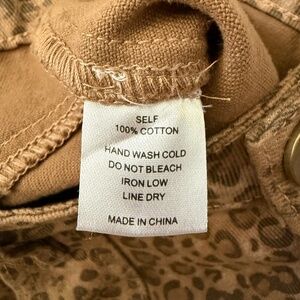 SELF
100% COTTON
HAND WASH COLD
DO NOT BLEACH
IRON LOW
LINE DRY
MADE IN CHINA